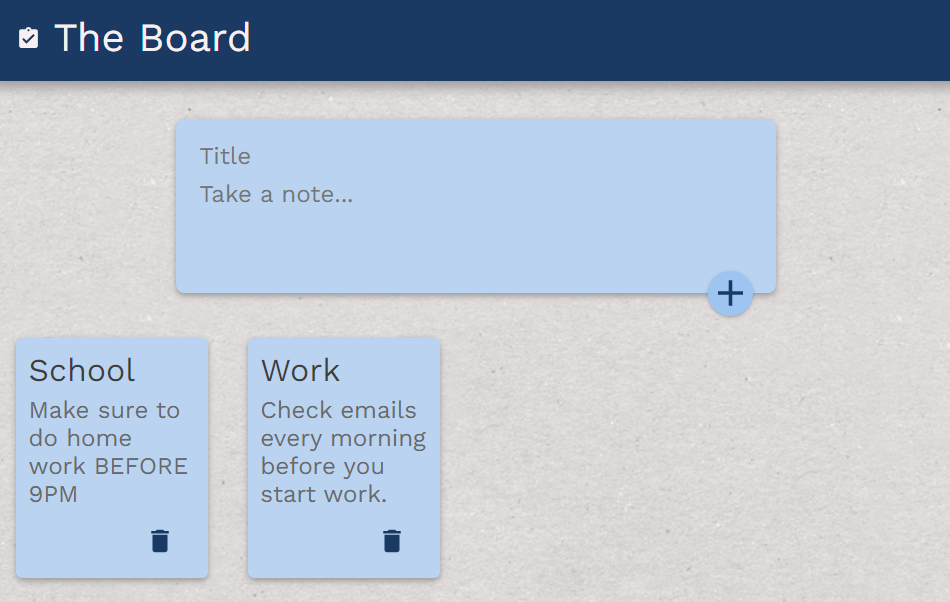 The Board
Title
Take a note...
School
Make sure to
do home
work BEFORE
9PM
Work
Check emails
every morning
before you
start work.